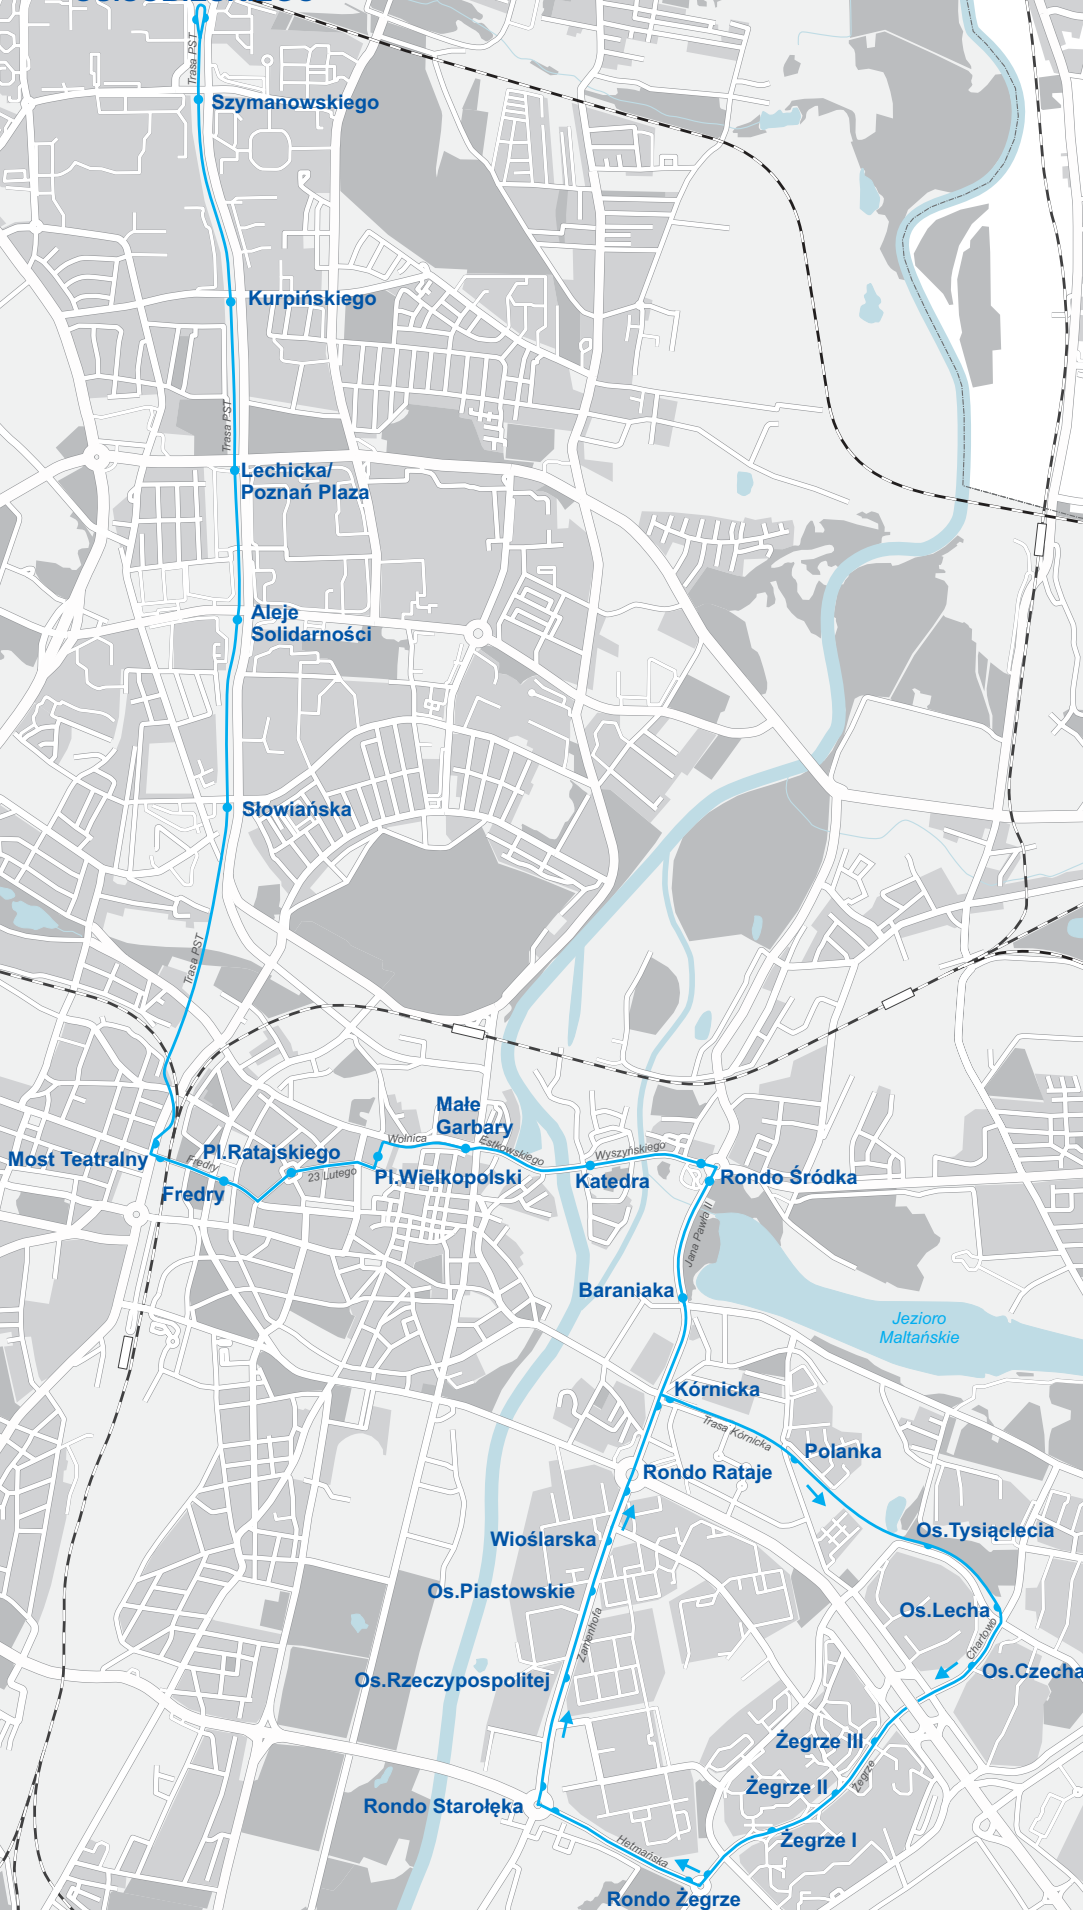 Trasa PST
Szymanowskiego
Kurpińskiego
Trasa PST
Lechicka/
Poznań Plaza
Aleje
Solidarności
Słowiańska
Trasa PST
Małe
Garbary
Wolnica
Estkowskiego
Wyszyńskiego
Most Teatralny
Fredry
Pl.Ratajskiego
23 Lutego
Pl.Wielkopolski
Katedra
Rondo Śródka
Fredry
Jana Pawła II
Baraniaka
Jezioro
Maltańskie
Kórnicka
Trasa Kórnicka
Polanka
Rondo Rataje
Os.Tysiąclecia
Wioślarska
Os.Piastowskie
Os.Lecha
Zamenhofa
Chartowo
Os.Czecha
Os.Rzeczypospolitej
Żegrze III
Żegrze II
Żegrze
Rondo Starołęka
Żegrze I
Hetmańska
Rondo Żegrze